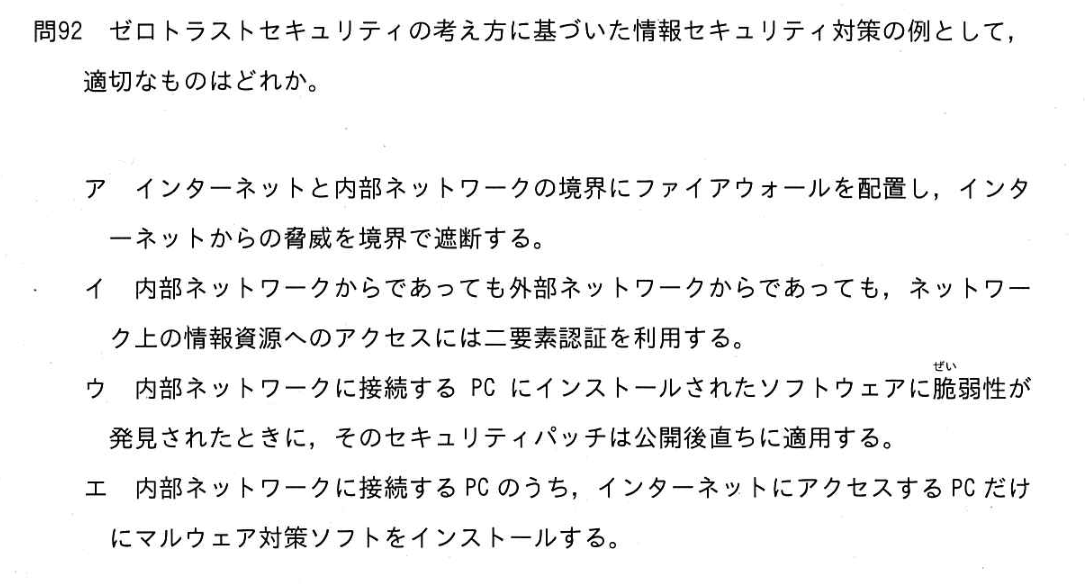 問92　ゼロトラストセキュリティの考え方に基づいた情報セキュリティ対策の例として，
適切なものはどれか。
ア　インターネットと内部ネットワークの境界にファイアウォールを配置し，インタ
ーネットからの脅威を境界で遮断する。
イ　内部ネットワークからであっても外部ネットワークからであっても，ネットワー
ク上の情報資源へのアクセスには二要素認証を利用する。
ぜい
ウ　内部ネットワークに接続する PC にインストールされたソフトウェアに脆弱性が
発見されたときに，そのセキュリティパッチは公開後直ちに適用する。
エ　内部ネットワークに接続するPCのうち，インターネットにアクセスするPCだけ
にマルウェア対策ソフトをインストールする。